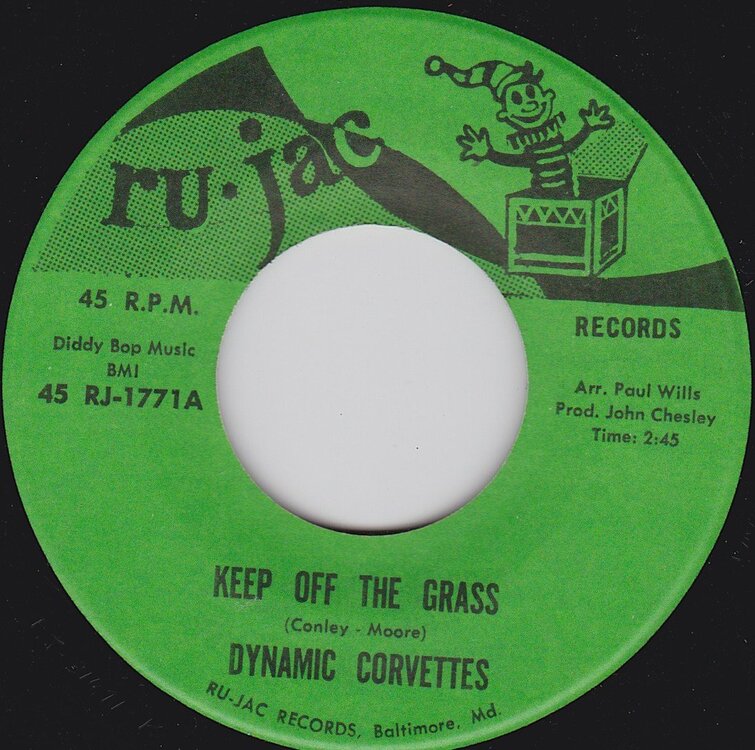 ru·jac
45 R.P.M.
RECORDS
Diddy Bop Music
BMI
45 RJ-1771A
Arr. Paul Wills
Prod. John Chesley
Time: 2:45
KEEP OFF THE GRASS
(Conley - Moore)
DYNAMIC CORVETTES
RU-JAC RECORDS, Baltimore, Md.